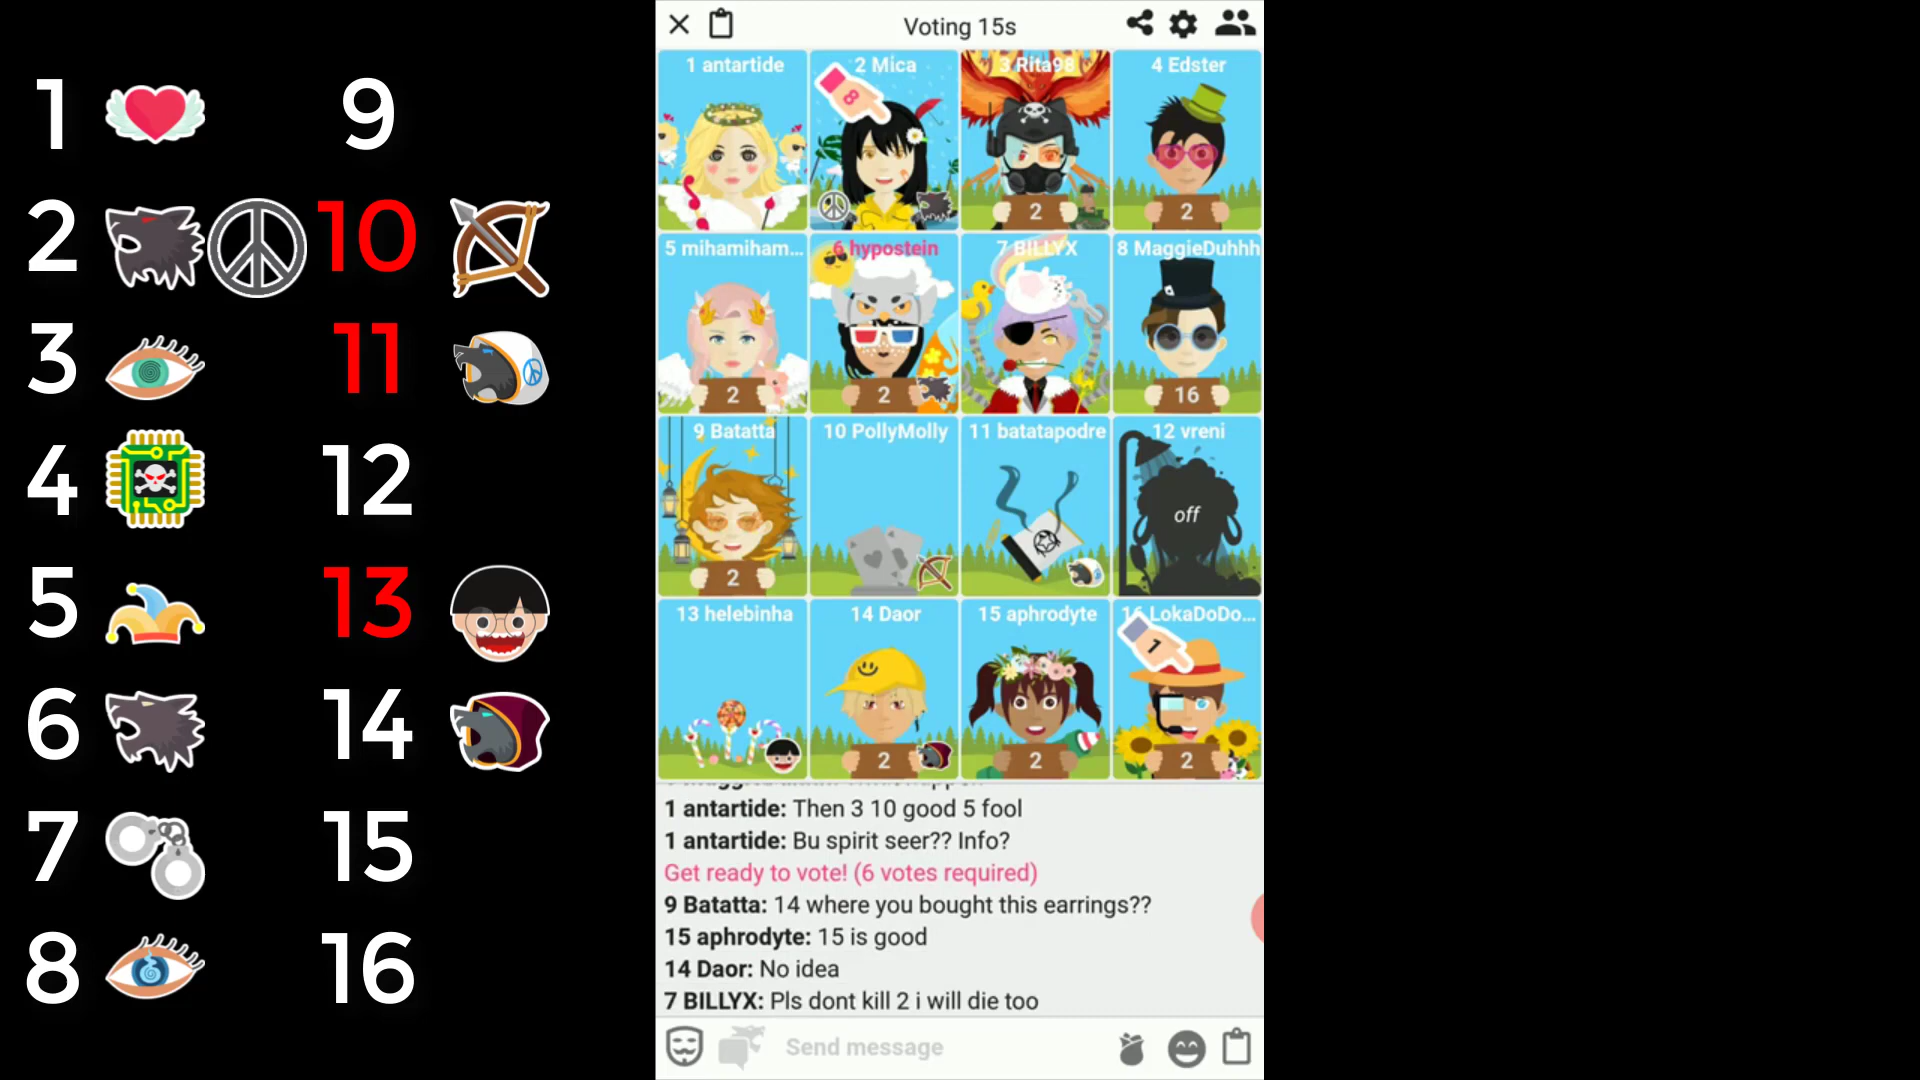 1
2
3
4
5
6
7
8
9
10
11
12
13
14
15
16
Voting 15s
1 antartide
2 Mica
8
3 Rita98
2
4 Edster
2
5 mihamiham...
2
6 hypostein
2
7 BILLYX
8 MaggieDuhhh
16
9 Batatta
2
10 PollyMolly
11 batatapodre
12 vreni
off
13 helebinha
14 Daor
2
15 aphrodyte
2
16 LokaDoDo...
1
2
1 antartide: Then 3 10 good 5 fool
1 antartide: Bu spirit seer?? Info?
Get ready to vote! (6 votes required)
9 Batatta: 14 where you bought this earrings??
15 aphrodyte: 15 is good
14 Daor: No idea
7 BILLYX: Pls dont kill 2 i will die too
Send message